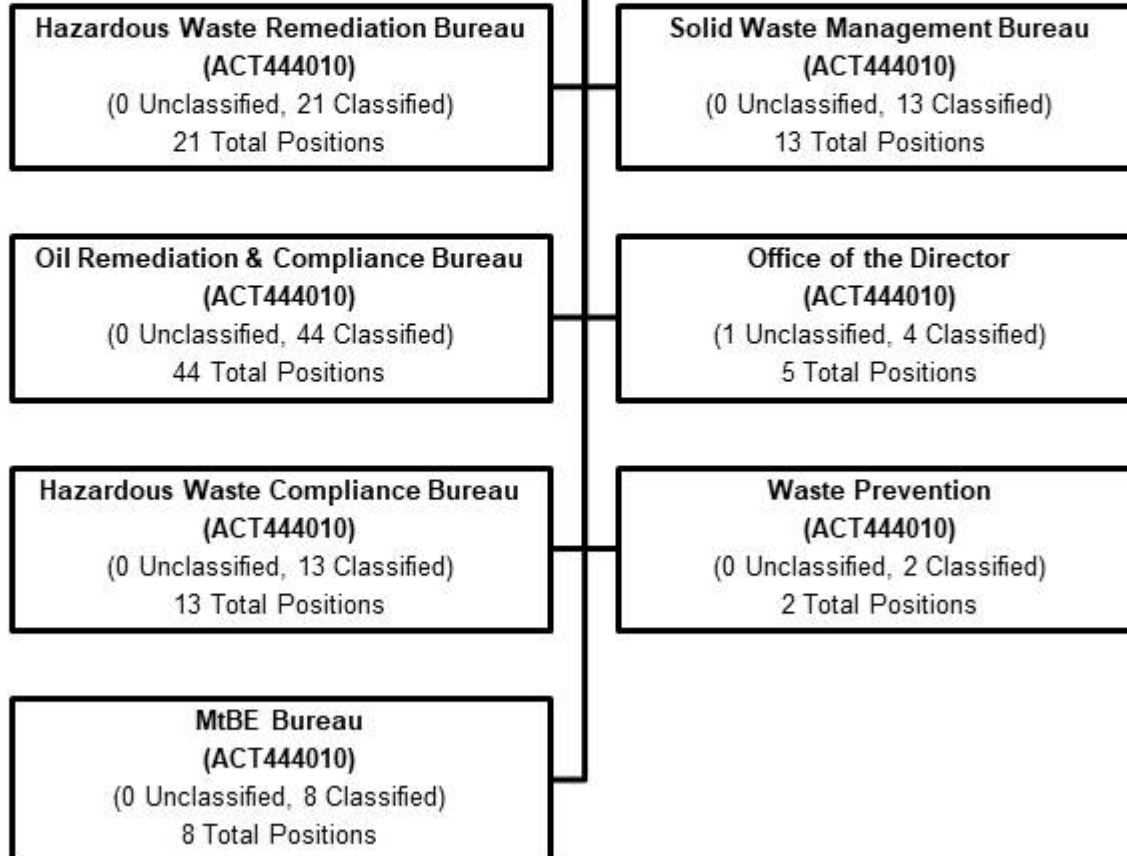 Hazardous Waste Remediation Bureau
(ACT444010)
(0 Unclassified, 21 Classified)
21 Total Positions
Solid Waste Management Bureau
(ACT444010)
(0 Unclassified, 13 Classified)
13 Total Positions
Oil Remediation & Compliance Bureau
(ACT444010)
(0 Unclassified, 44 Classified)
44 Total Positions
Office of the Director
(ACT444010)
(1 Unclassified, 4 Classified)
5 Total Positions
Hazardous Waste Compliance Bureau
(ACT444010)
(0 Unclassified, 13 Classified)
13 Total Positions
Waste Prevention
(ACT444010)
(0 Unclassified, 2 Classified)
2 Total Positions
MtBE Bureau
(ACT444010)
(0 Unclassified, 8 Classified)
8 Total Positions